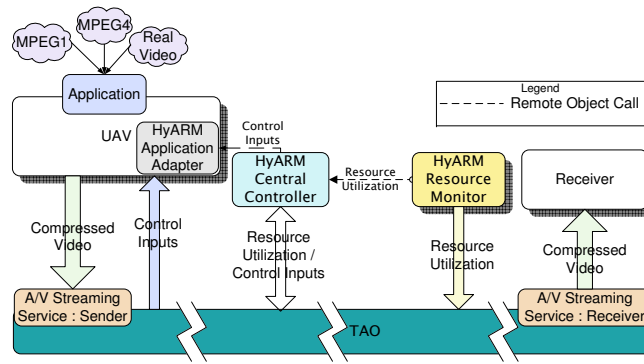 MPEG1
MPEG4
Real
Video
Application
UAV
HyARM
Application
Adapter
Control
Inputs
HyARM
Central
Controller
Resource
Utilization
HyARM
Resource
Monitor
Legend
Remote Object Call
Receiver
Compressed
Video
Control
Inputs
Resource
Utilization /
Control Inputs
Resource
Utilization
Compressed
Video
A/V Streaming
Service : Sender
TAO
A/V Streaming
Service : Receiver